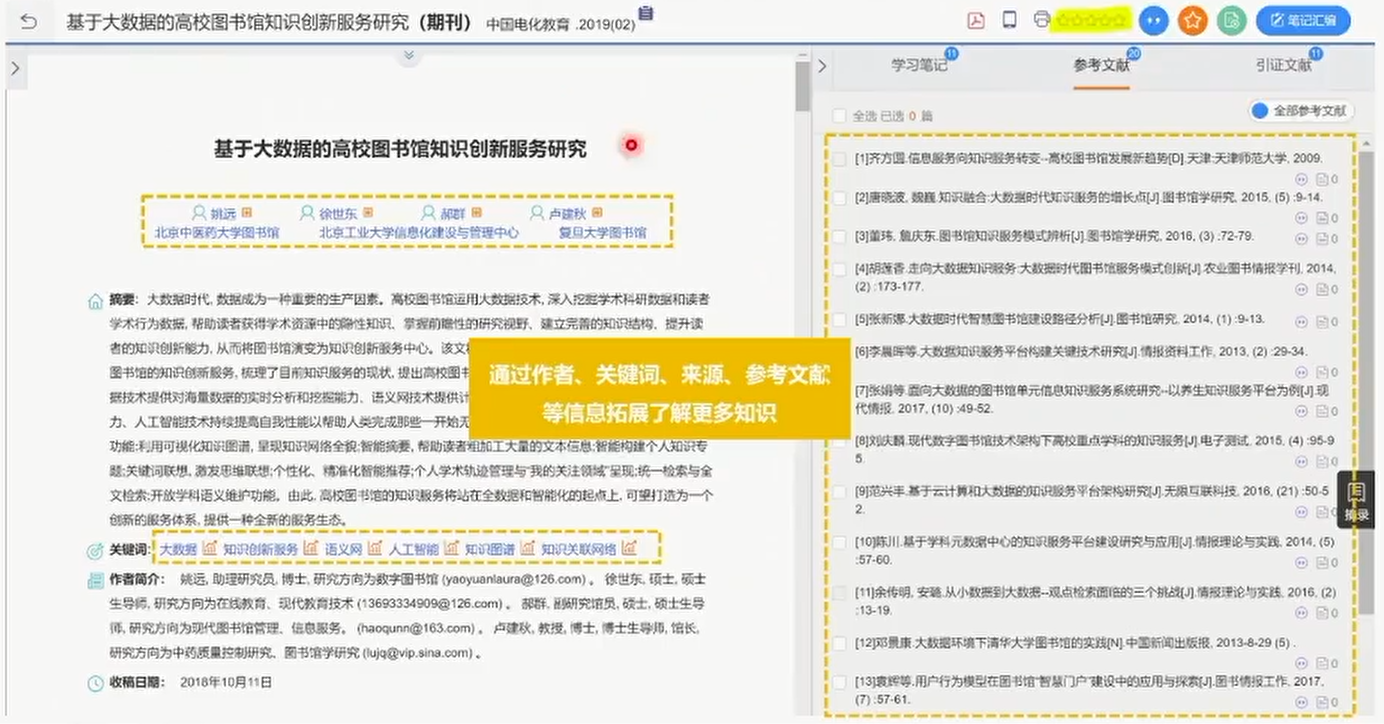 基于大数据的高校图书馆知识创新服务研究（期刊） 中国电化教育 .2019(02)
笔记汇编
基于大数据的高校图书馆知识创新服务研究
姚远 徐世东 郝群 卢建秋
北京中医药大学图书馆 北京工业大学信息化建设与管理中心 复旦大学图书馆
摘要: 大数据时代, 数据成为一种重要的生产因素。高校图书馆运用大数据技术, 深入挖掘学术科研数据和读者
学术行为数据, 帮助读者获得学术资源中的隐性知识、掌握前瞻性的研究视野、建立完善的知识结构、提升读
者的知识创新能力, 从而将图书馆演变为知识创新服务中心。该文
图书馆的知识创新服务, 梳理了目前知识服务的现状, 提出高校图书
据技术提供对海量数据的实时分析和挖掘能力、语义网技术提供计
力、人工智能技术持续提高自我性能以帮助人类完成那些一开始无
功能:利用可视化知识图谱, 呈现知识网络全貌;智能摘要, 帮助读者粗加工大量的文本信息;智能构建个人知识专
题;关键词联想, 激发思维联想;个性化、精准化智能推荐;个人学术轨迹管理与“我的关注领域”呈现;统一检索与全
文检索;开放学科语义维护功能。由此, 高校图书馆的知识服务将站在全数据和智能化的起点上, 可望打造为一个
创新的服务体系, 提供一种全新的服务生态。
关键词: 大数据 知识创新服务 语义网 人工智能 知识图谱 知识关联网络
作者简介: 姚远, 助理研究员, 博士, 研究方向为数字图书馆 (yaoyuanlaura@126.com) 。 徐世东, 硕士, 硕士
生导师, 研究方向为在线教育、现代教育技术 (13693334909@126.com) 。 郝群, 副研究馆员, 硕士, 硕士生导
师, 研究方向为现代图书馆管理、信息服务。 (haoqunn@163.com) 。 卢建秋, 教授, 博士, 博士生导师, 馆长,
研究方向为中药质量控制研究、图书馆学研究 (lujq@vip.sina.com) 。
收稿日期: 2018年10月11日
通过作者、关键词、来源、参考文献
等信息拓展了解更多知识
学习笔记 11 参考文献 20 引证文献 11
全选 已选 0 篇 全部参考文献
[1]齐方圆.信息服务向知识服务转变--高校图书馆发展新趋势[D].天津:天津师范大学, 2009.
0
[2]唐晓波, 魏巍.知识融合:大数据时代知识服务的增长点[J].图书馆学研究, 2015, (5) :9-14.
0
[3]董玮, 詹庆东.图书馆知识服务模式辨析[J].图书馆学研究, 2016, (3) :72-79.
0
[4]胡莲香.走向大数据知识服务:大数据时代图书馆服务模式创新[J].农业图书情报学刊, 2014,
(2) :173-177.
0
[5]张新娜.大数据时代智慧图书馆建设路径分析[J].图书馆研究, 2014, (1) :9-13.
0
[6]李晨晖等.大数据知识服务平台构建关键技术研究[J].情报资料工作, 2013, (2) :29-34.
0
[7]张娟等.面向大数据的图书馆单元信息知识服务系统研究--以养生知识服务平台为例[J].现
代情报, 2017, (10) :49-52.
0
[8]刘庆麟.现代数字图书馆技术架构下高校重点学科的知识服务[J].电子测试, 2015, (4) :95-9
5.
0
[9]范兴丰.基于云计算和大数据的知识服务平台架构研究[J].无限互联科技, 2016, (21) :50-5
2.
0
摘录
[10]陈川.基于学科元数据中心的知识服务平台建设研究与应用[J].情报理论与实践, 2014, (5)
:57-60.
0
[11]余传明, 安璐.从小数据到大数据--观点检索面临的三个挑战[J].情报理论与实践, 2016, (2)
:13-19.
0
[12]邓景康.大数据环境下清华大学图书馆的实践[N].中国新闻出版报, 2013-8-29 (5) .
0
[13]袁辉等.用户行为模型在图书馆“智慧门户”建设中的应用与探索[J].图书情报工作, 2017,
(7) :57-61.
0